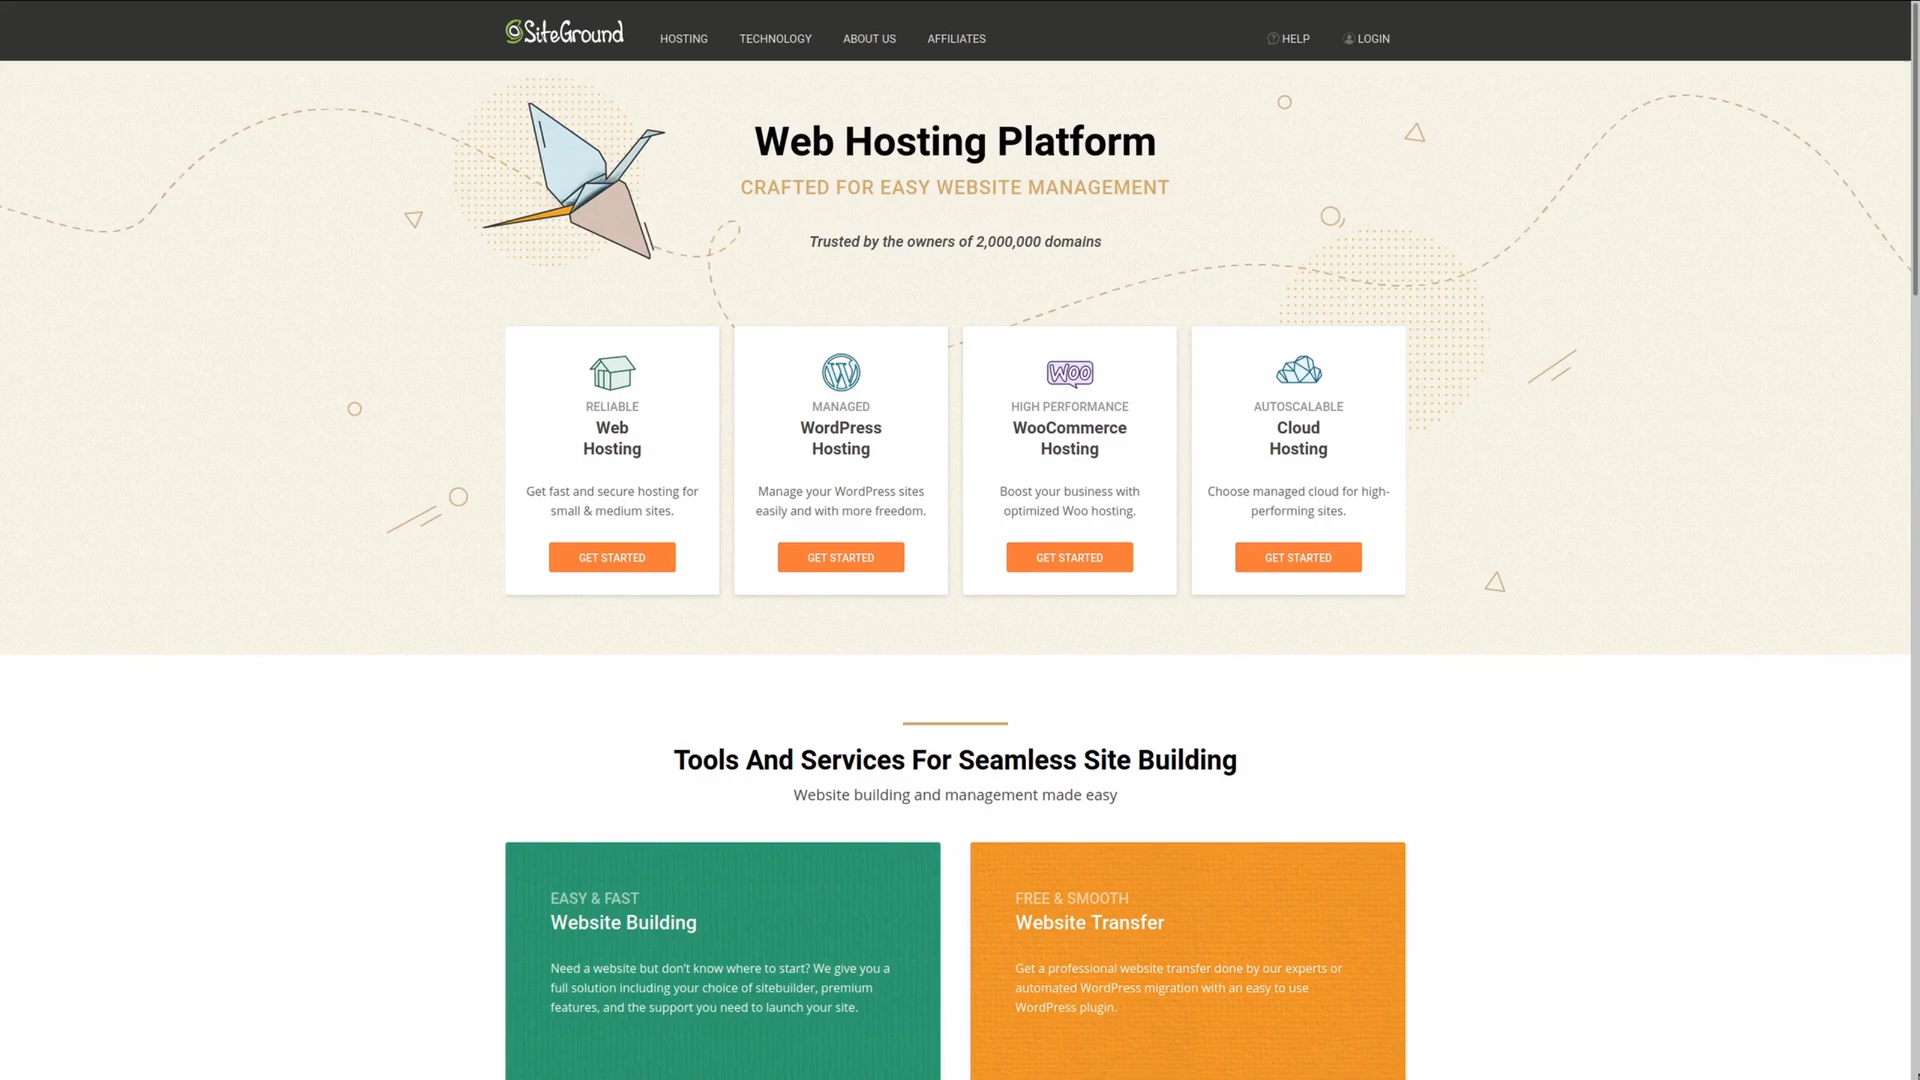 SiteGround
HOSTING
TECHNOLOGY
ABOUT US
AFFILIATES
HELP
LOGIN
Web Hosting Platform
CRAFTED FOR EASY WEBSITE MANAGEMENT
Trusted by the owners of 2,000,000 domains
RELIABLE
Web
Hosting
Get fast and secure hosting for
small & medium sites.
GET STARTED
MANAGED
WordPress
Hosting
Manage your WordPress sites
easily and with more freedom.
GET STARTED
WOO
HIGH PERFORMANCE
WooCommerce
Hosting
Boost your business with
optimized Woo hosting.
GET STARTED
AUTOSCALABLE
Cloud
Hosting
Choose managed cloud for high-
performing sites.
GET STARTED
Tools And Services For Seamless Site Building
Website building and management made easy
EASY & FAST
Website Building
Need a website but don't know where to start? We give you a
full solution including your choice of sitebuilder, premium
features, and the support you need to launch your site.
FREE & SMOOTH
Website Transfer
Get a professional website transfer done by our experts or
automated WordPress migration with an easy to use
WordPress plugin.